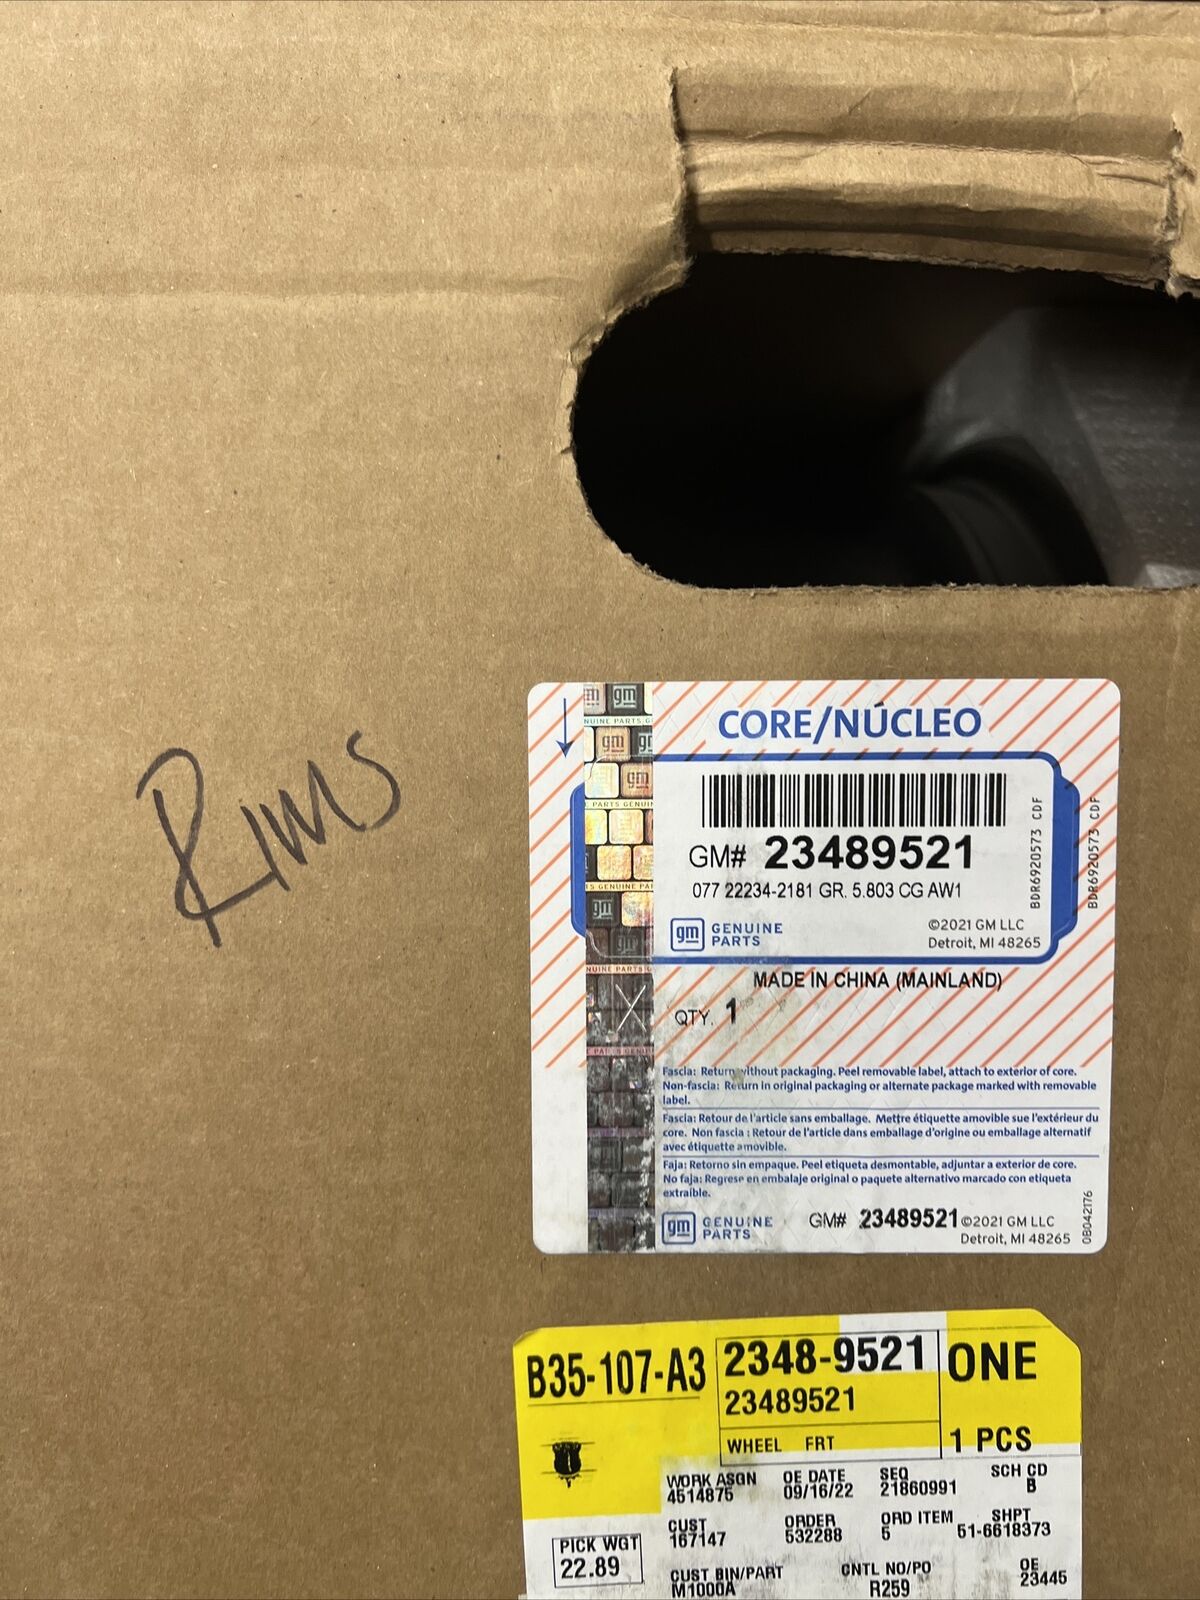 Rims
CORE/NÚCLEO
GM# 23489521
077 22234-2181 GR. 5.803 CG AW1
gm GENUINE PARTS
©2021 GM LLC
Detroit, MI 48265
BDR6920573 CDF
BDR6920573 CDF
MADE IN CHINA (MAINLAND)
QTY. 1
Fascia: Return without packaging. Peel removable label, attach to exterior of core.
Non-fascia: Return in original packaging or alternate package marked with removable
label.
Fascia: Retour de l'article sans emballage. Mettre étiquette amovible sue l'extérieur du
core. Non fascia : Retour de l'article dans emballage d'origine ou emballage alternatif
avec étiquette amovible.
Faja: Retorno sin empaque. Peel etiqueta desmontable, adjuntar a exterior de core.
No faja: Regrese en embalaje original o paquete alternativo marcado con etiqueta
extraíble.
gm GENUINE PARTS
GM# 23489521 ©2021 GM LLC
Detroit, MI 48265
0B042176
B35-107-A3
2348-9521
23489521
WHEEL FRT
ONE
1 PCS
WORK ASGN OE DATE SEQ SCH CD
4514875 09/16/22 21860991 B
CUST ORDER ORD ITEM SHPT
167147 532288 5 51-6618373
PICK WGT
22.89
CUST BIN/PART CNTL NO/PO OE
M1000A R259 23445